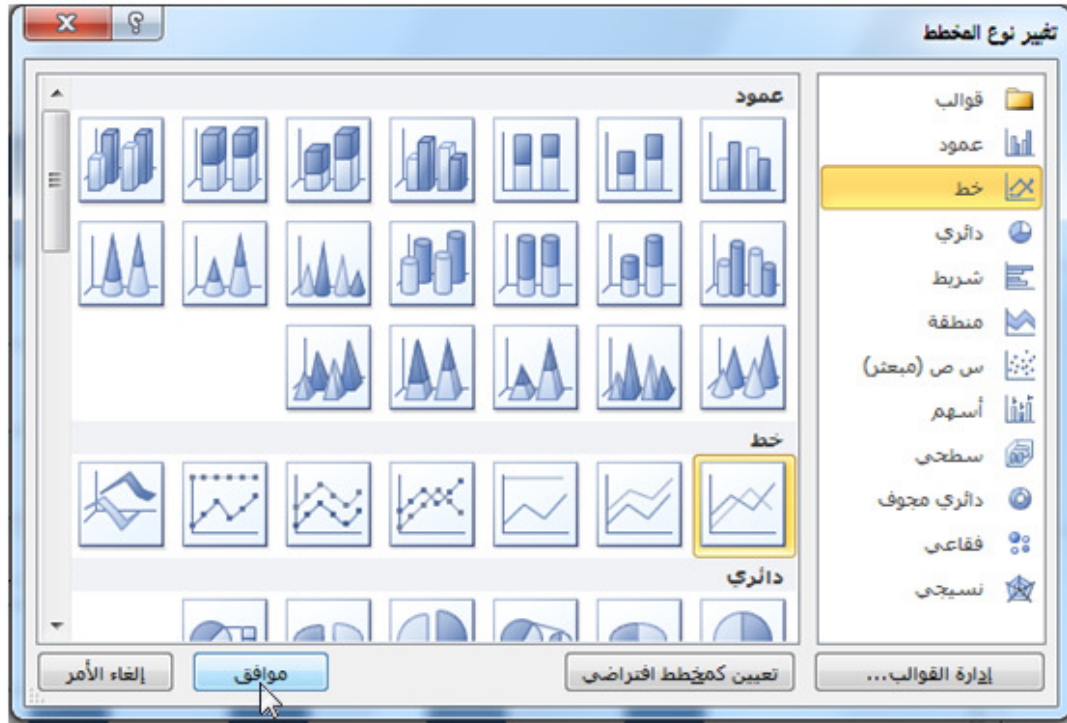 تغيير نوع المخطط
قوالب
عمود
خط
دائري
شريط
منطقة
س ص (مبعثر)
أسهم
سطحي
دائري مجوف
فقاعي
نسيجي
عمود
خط
دائري
إدارة القوالب...
تعيين كمخطط افتراضي
موافق
إلغاء الأمر